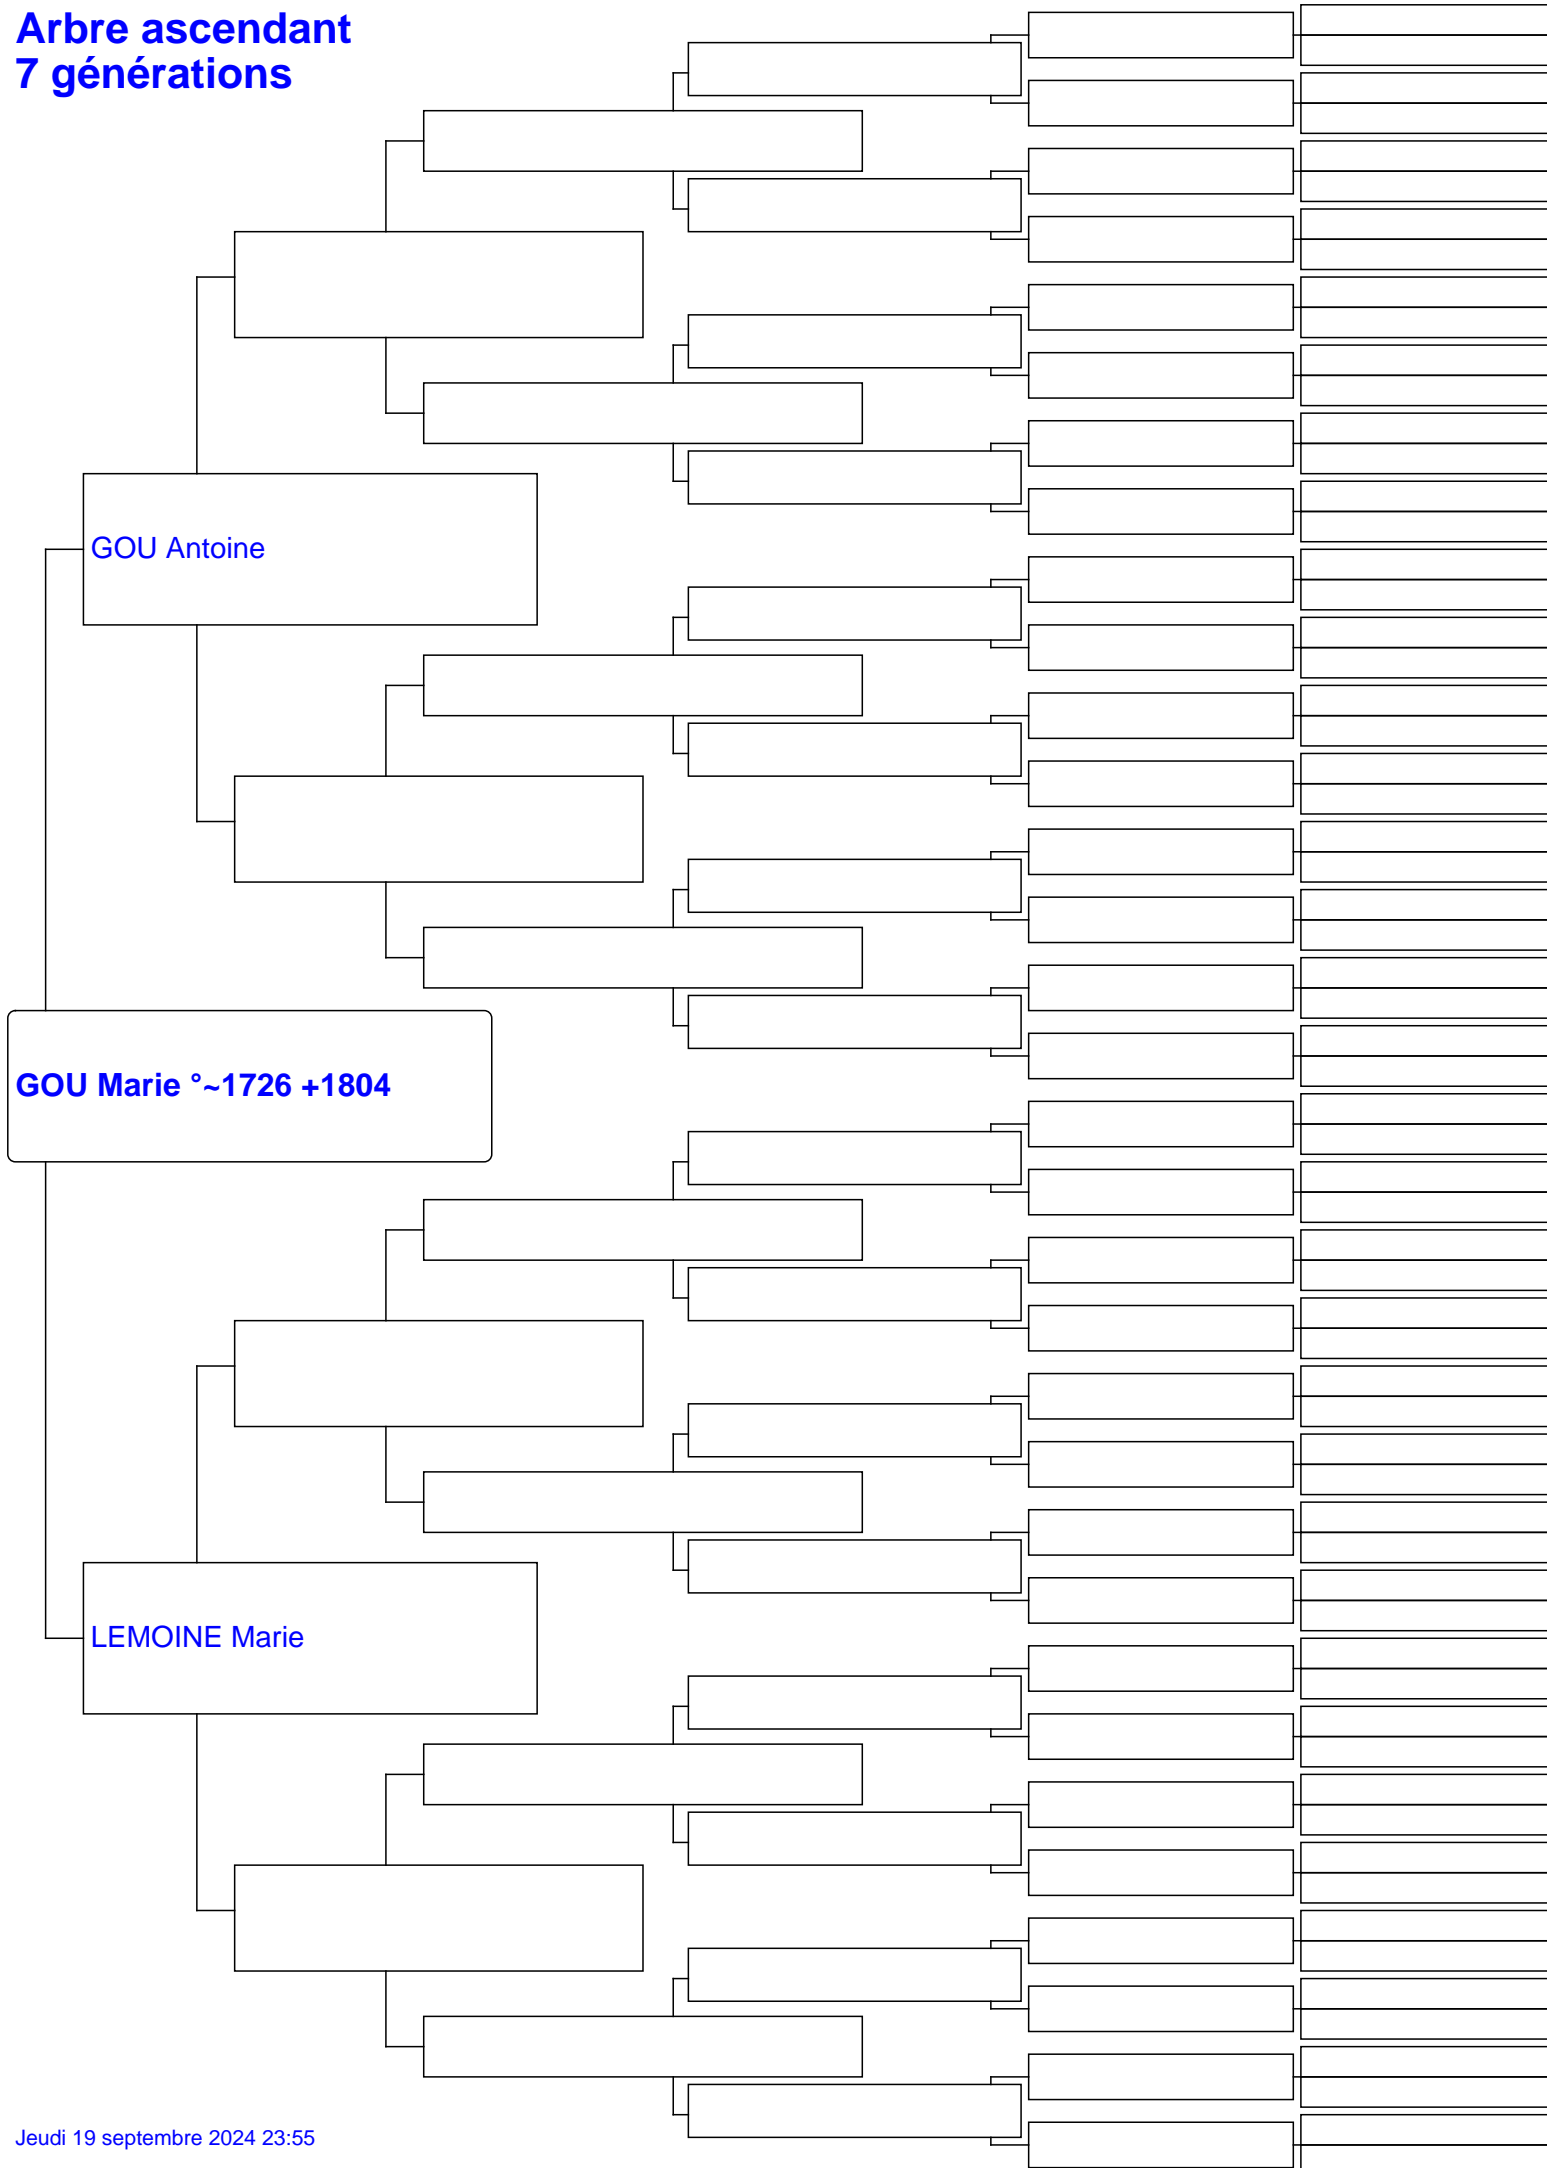 Arbre ascendant
7 générations
GOU Antoine
GOU Marie °~1726 +1804
LEMOINE Marie
Jeudi 19 septembre 2024 23:55